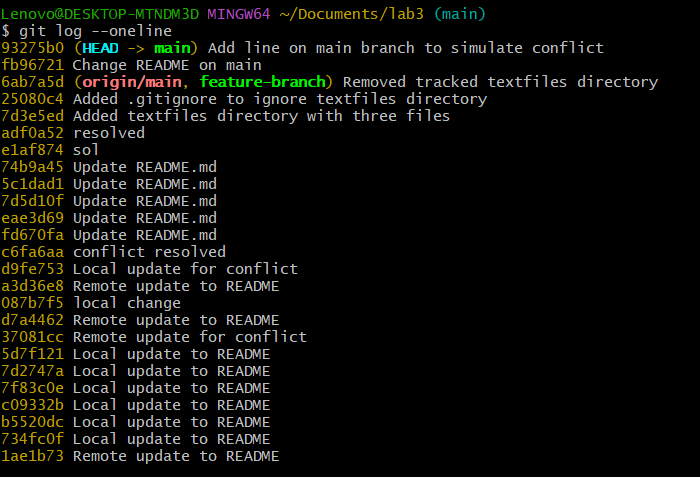 Lenovo@DESKTOP-MTNDM3D MINGW64 ~/Documents/lab3 (main)
$ git log --oneline
93275b0 (HEAD -> main) Add line on main branch to simulate conflict
fb96721 Change README on main
6ab7a5d (origin/main, feature-branch) Removed tracked textfiles directory
25080c4 Added .gitignore to ignore textfiles directory
7d3e5ed Added textfiles directory with three files
adf0a52 resolved
e1af874 sol
74b9a45 Update README.md
5c1dad1 Update README.md
7d5d10f Update README.md
eae3d69 Update README.md
fd670fa Update README.md
c6fa6aa conflict resolved
d9fe753 Local update for conflict
a3d36e8 Remote update to README
087b7f5 local change
d7a4462 Remote update to README
37081cc Remote update for conflict
5d7f121 Local update to README
7d2747a Local update to README
7f83c0e Local update to README
c09332b Local update to README
b5520dc Local update to README
734fc0f Local update to README
1ae1b73 Remote update to README